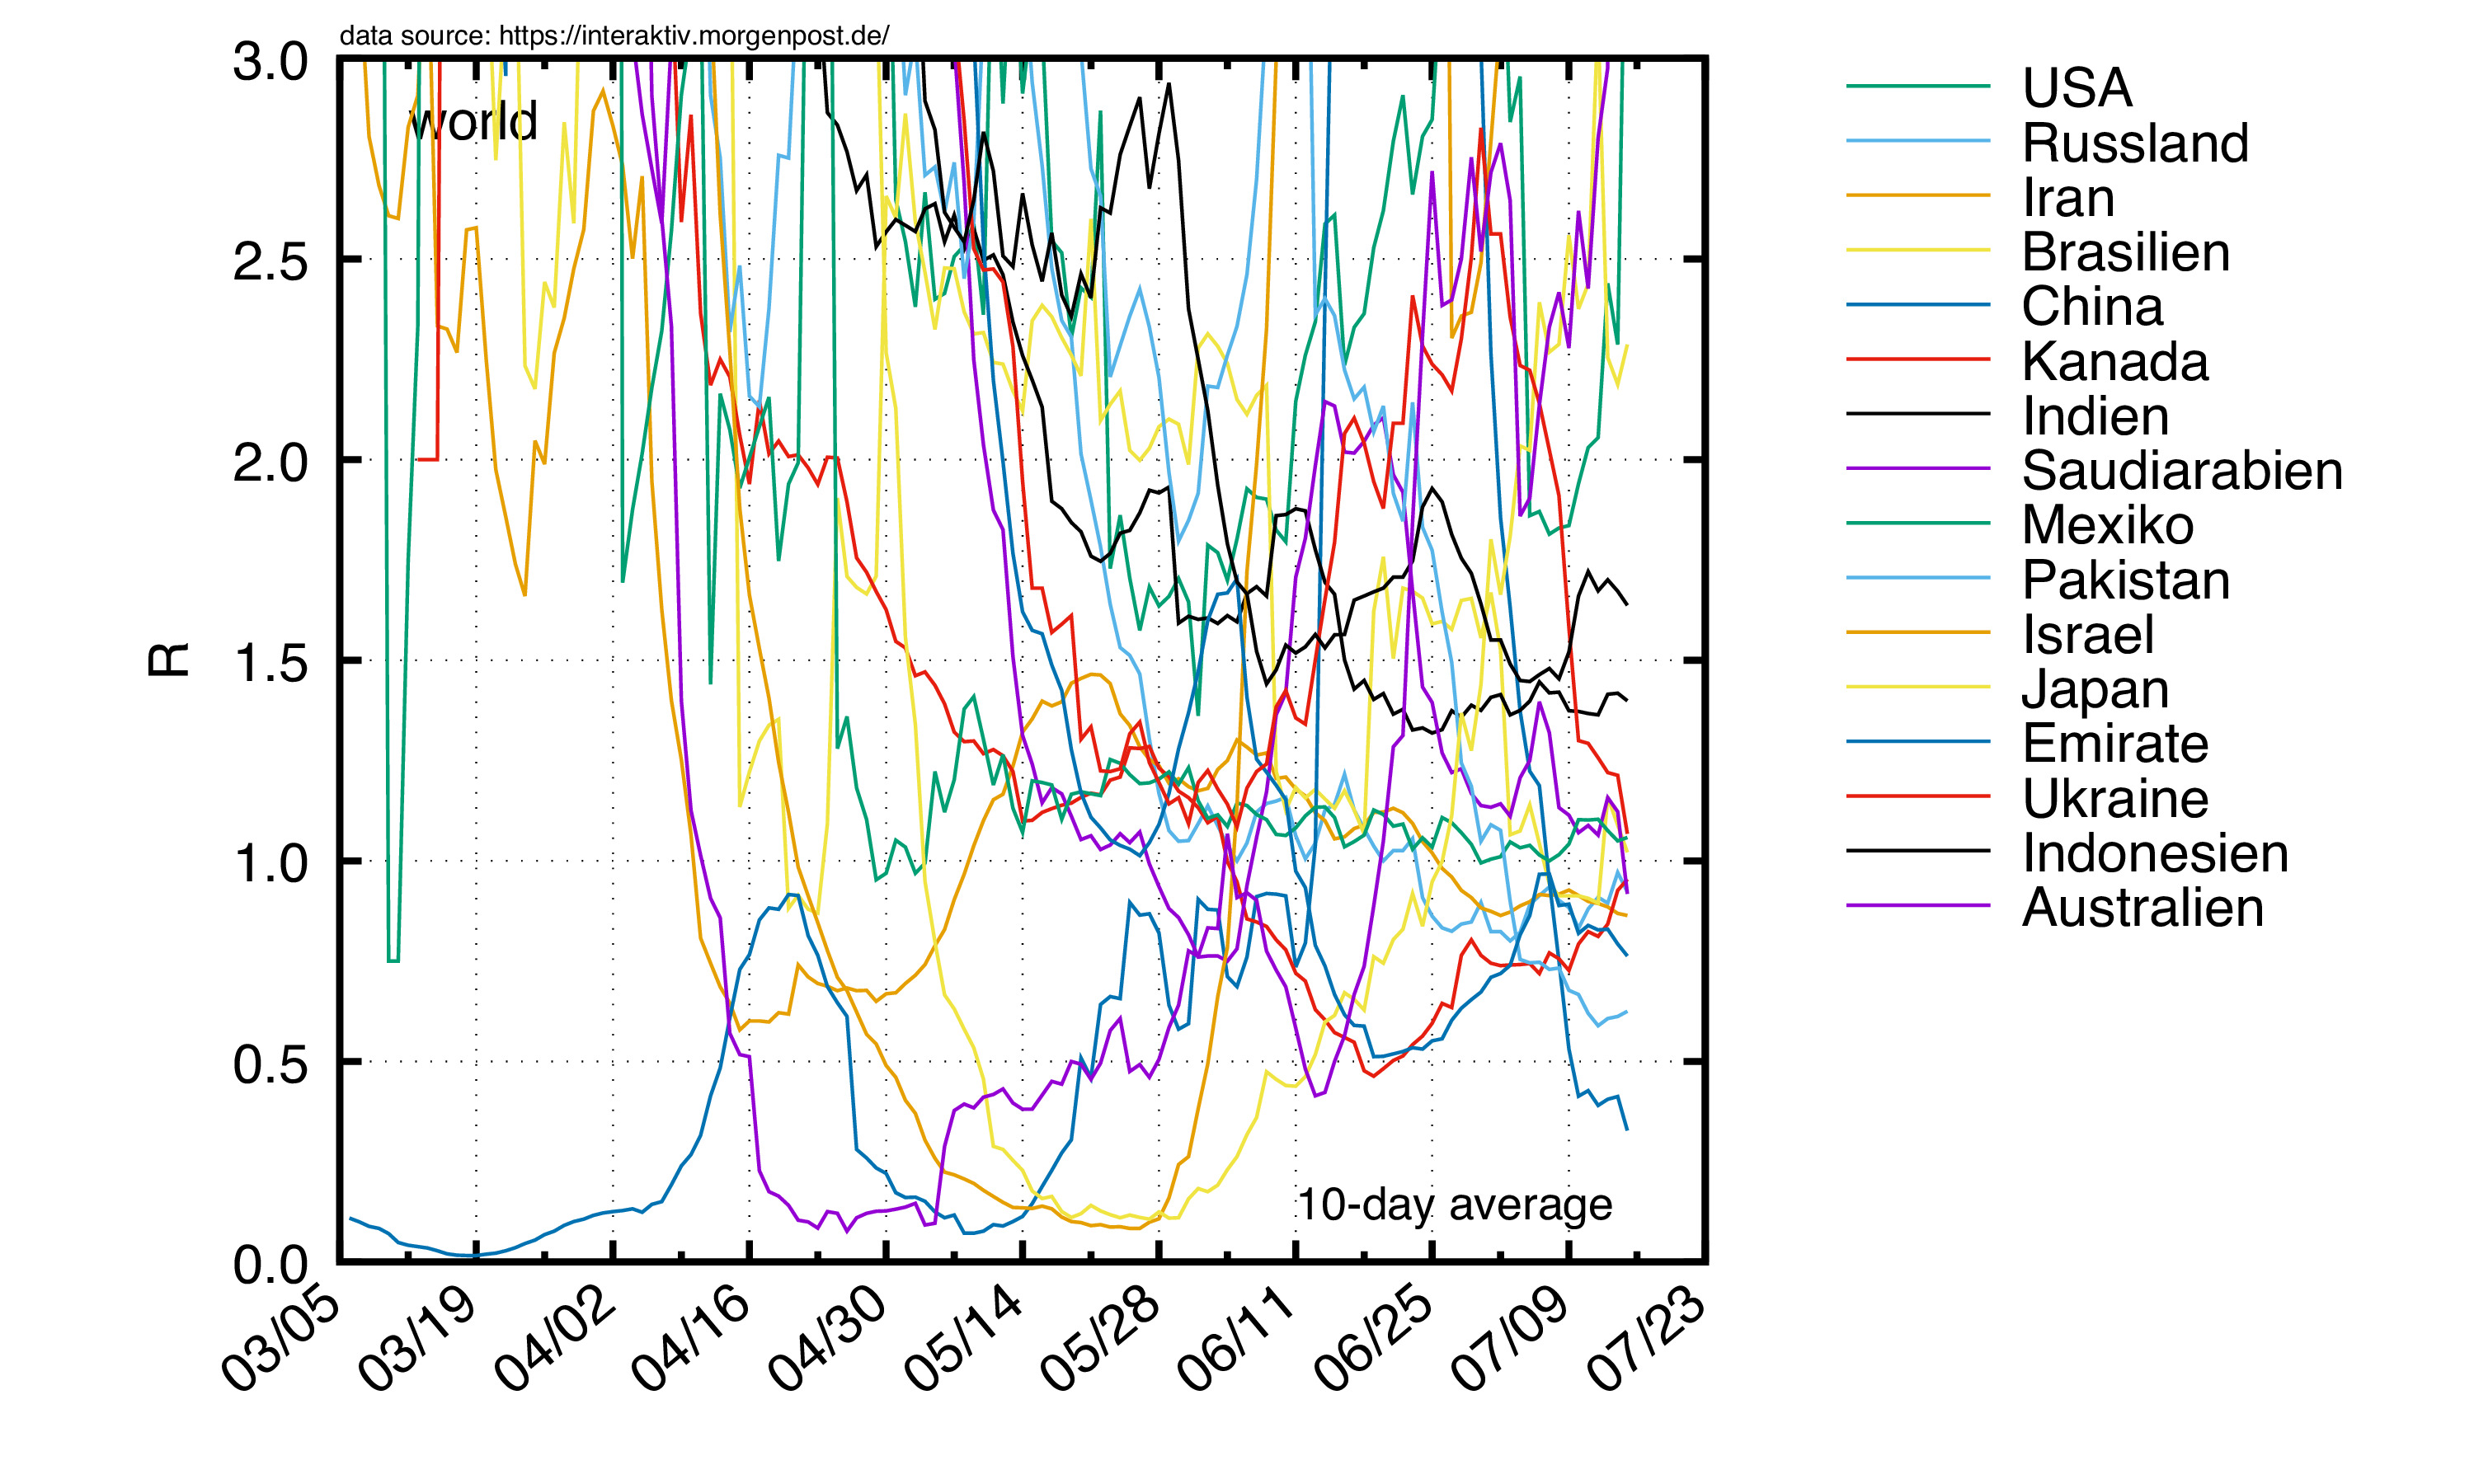 data source: https://interaktiv.morgenpost.de/
3.0
world
2.5
2.0
1.5
R
1.0
0.5
10-day average
0.0
03/05 03/19 04/02 04/16 04/30 05/14 05/28 06/11 06/25 07/09 07/23
USA
Russland
Iran
Brasilien
China
Kanada
Indien
Saudiarabien
Mexiko
Pakistan
Israel
Japan
Emirate
Ukraine
Indonesien
Australien